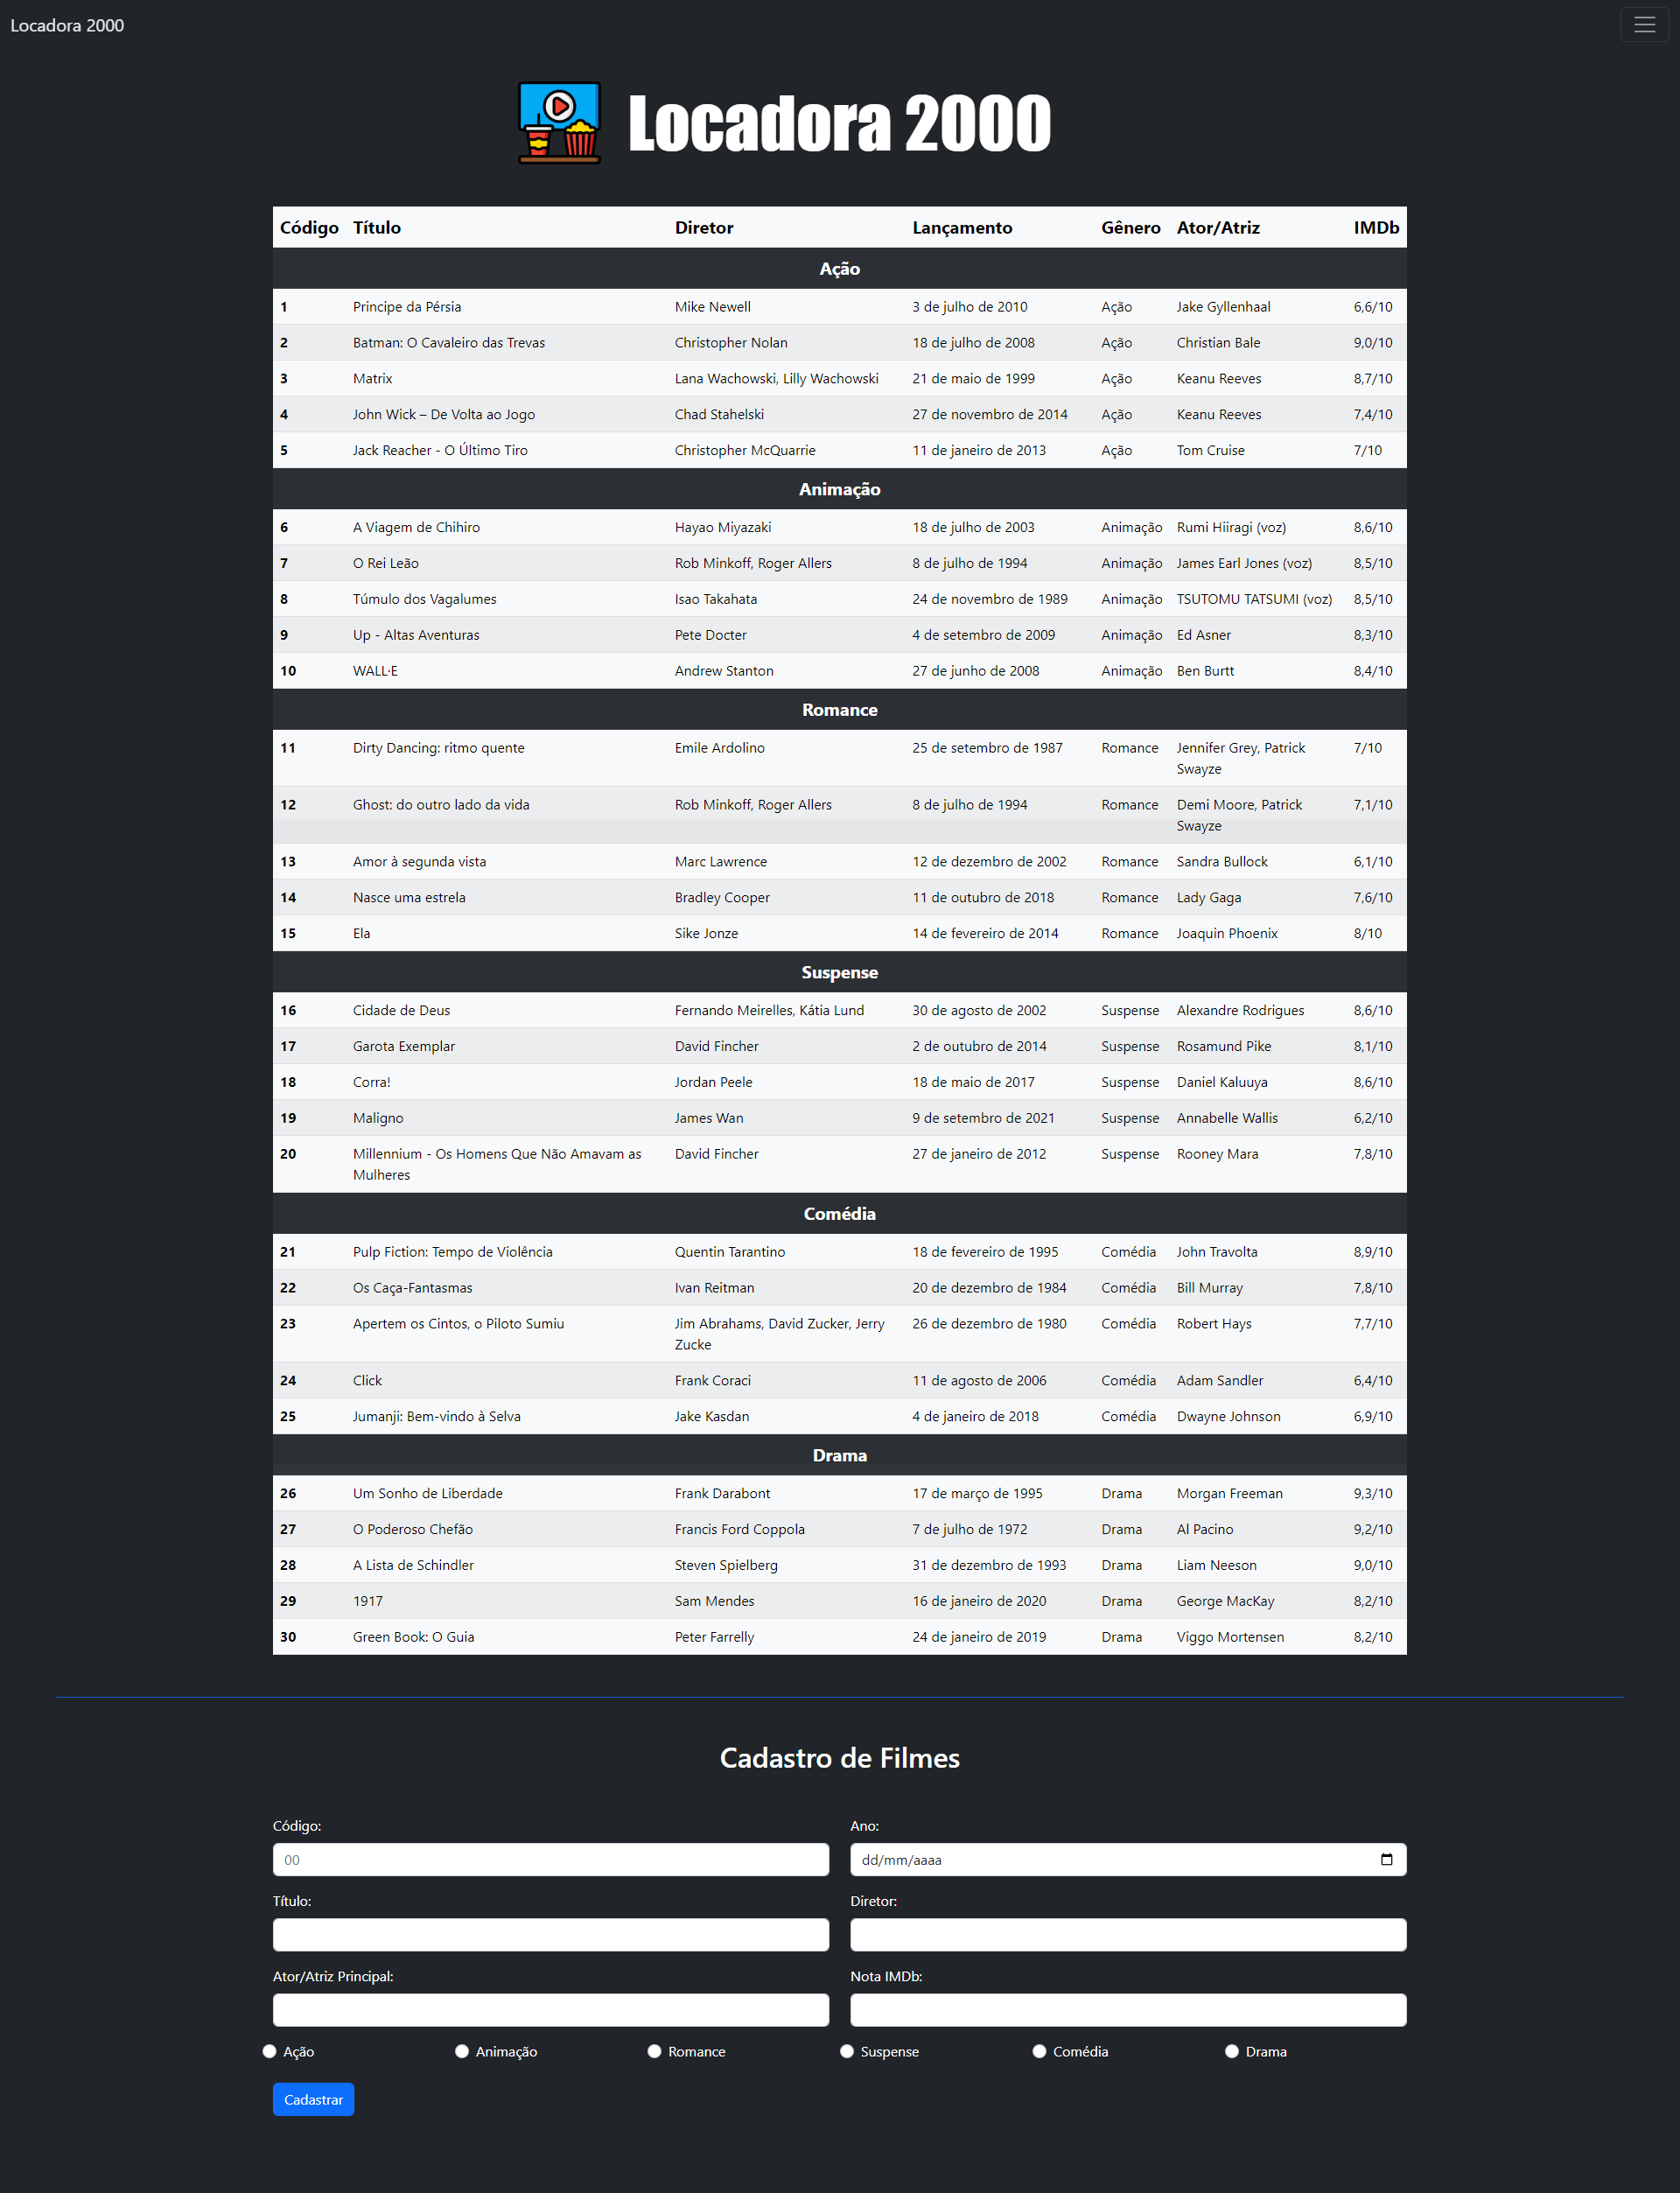 Locadora 2000
Locadora 2000
Código Título Diretor Lançamento Gênero Ator/Atriz IMDb
Ação
1 Principe da Pérsia Mike Newell 3 de julho de 2010 Ação Jake Gyllenhaal 6,6/10
2 Batman: O Cavaleiro das Trevas Christopher Nolan 18 de julho de 2008 Ação Christian Bale 9,0/10
3 Matrix Lana Wachowski, Lilly Wachowski 21 de maio de 1999 Ação Keanu Reeves 8,7/10
4 John Wick – De Volta ao Jogo Chad Stahelski 27 de novembro de 2014 Ação Keanu Reeves 7,4/10
5 Jack Reacher - O Último Tiro Christopher McQuarrie 11 de janeiro de 2013 Ação Tom Cruise 7/10
Animação
6 A Viagem de Chihiro Hayao Miyazaki 18 de julho de 2003 Animação Rumi Hiiragi (voz) 8,6/10
7 O Rei Leão Rob Minkoff, Roger Allers 8 de julho de 1994 Animação James Earl Jones (voz) 8,5/10
8 Túmulo dos Vagalumes Isao Takahata 24 de novembro de 1989 Animação TSUTOMU TATSUMI (voz) 8,5/10
9 Up - Altas Aventuras Pete Docter 4 de setembro de 2009 Animação Ed Asner 8,3/10
10 WALL·E Andrew Stanton 27 de junho de 2008 Animação Ben Burtt 8,4/10
Romance
11 Dirty Dancing: ritmo quente Emile Ardolino 25 de setembro de 1987 Romance Jennifer Grey, Patrick 7/10
Swayze
12 Ghost: do outro lado da vida Rob Minkoff, Roger Allers 8 de julho de 1994 Romance Demi Moore, Patrick 7,1/10
Swayze
13 Amor à segunda vista Marc Lawrence 12 de dezembro de 2002 Romance Sandra Bullock 6,1/10
14 Nasce uma estrela Bradley Cooper 11 de outubro de 2018 Romance Lady Gaga 7,6/10
15 Ela Sike Jonze 14 de fevereiro de 2014 Romance Joaquin Phoenix 8/10
Suspense
16 Cidade de Deus Fernando Meirelles, Kátia Lund 30 de agosto de 2002 Suspense Alexandre Rodrigues 8,6/10
17 Garota Exemplar David Fincher 2 de outubro de 2014 Suspense Rosamund Pike 8,1/10
18 Corra! Jordan Peele 18 de maio de 2017 Suspense Daniel Kaluuya 8,6/10
19 Maligno James Wan 9 de setembro de 2021 Suspense Annabelle Wallis 6,2/10
20 Millennium - Os Homens Que Não Amavam as David Fincher 27 de janeiro de 2012 Suspense Rooney Mara 7,8/10
Mulheres
Comédia
21 Pulp Fiction: Tempo de Violência Quentin Tarantino 18 de fevereiro de 1995 Comédia John Travolta 8,9/10
22 Os Caça-Fantasmas Ivan Reitman 20 de dezembro de 1984 Comédia Bill Murray 7,8/10
23 Apertem os Cintos, o Piloto Sumiu Jim Abrahams, David Zucker, Jerry 26 de dezembro de 1980 Comédia Robert Hays 7,7/10
Zucke
24 Click Frank Coraci 11 de agosto de 2006 Comédia Adam Sandler 6,4/10
25 Jumanji: Bem-vindo à Selva Jake Kasdan 4 de janeiro de 2018 Comédia Dwayne Johnson 6,9/10
Drama
26 Um Sonho de Liberdade Frank Darabont 17 de março de 1995 Drama Morgan Freeman 9,3/10
27 O Poderoso Chefão Francis Ford Coppola 7 de julho de 1972 Drama Al Pacino 9,2/10
28 A Lista de Schindler Steven Spielberg 31 de dezembro de 1993 Drama Liam Neeson 9,0/10
29 1917 Sam Mendes 16 de janeiro de 2020 Drama George MacKay 8,2/10
30 Green Book: O Guia Peter Farrelly 24 de janeiro de 2019 Drama Viggo Mortensen 8,2/10
Cadastro de Filmes
Código: Ano:
00 dd/mm/aaaa
Título: Diretor:
Ator/Atriz Principal: Nota IMDb:
Ação Animação Romance Suspense Comédia Drama
Cadastrar